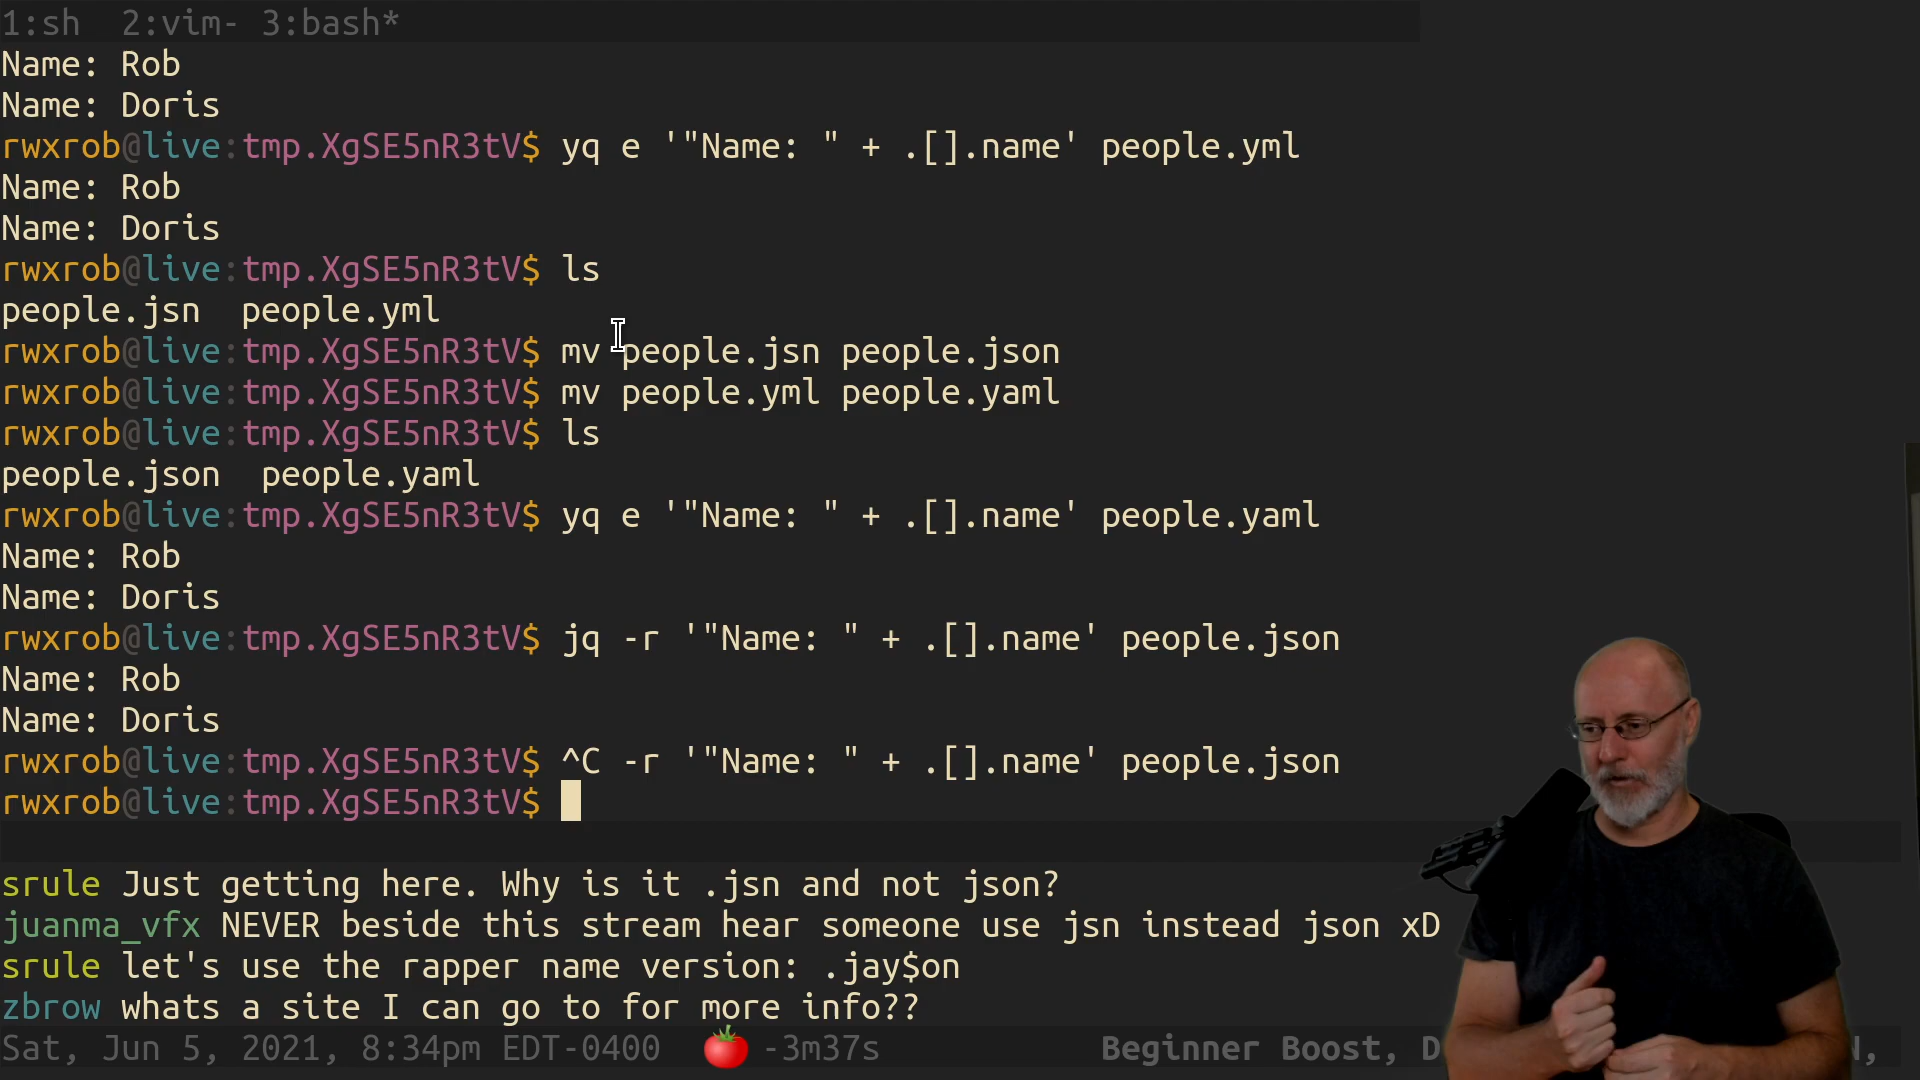 1:sh  2:vim- 3:bash*
Name: Rob
Name: Doris
rwxrob@live:tmp.XgSE5nR3tV$ yq e '"Name: " + .[].name' people.yml
Name: Rob
Name: Doris
rwxrob@live:tmp.XgSE5nR3tV$ ls
people.jsn  people.yml
rwxrob@live:tmp.XgSE5nR3tV$ mv people.jsn people.json
rwxrob@live:tmp.XgSE5nR3tV$ mv people.yml people.yaml
rwxrob@live:tmp.XgSE5nR3tV$ ls
people.json  people.yaml
rwxrob@live:tmp.XgSE5nR3tV$ yq e '"Name: " + .[].name' people.yaml
Name: Rob
Name: Doris
rwxrob@live:tmp.XgSE5nR3tV$ jq -r '"Name: " + .[].name' people.json
Name: Rob
Name: Doris
rwxrob@live:tmp.XgSE5nR3tV$ ^C -r '"Name: " + .[].name' people.json
rwxrob@live:tmp.XgSE5nR3tV$
srule Just getting here. Why is it .jsn and not json?
juanma_vfx NEVER beside this stream hear someone use jsn instead json xD
srule let's use the rapper name version: .jay$on
zbrow whats a site I can go to for more info??
Sat, Jun 5, 2021, 8:34pm EDT-0400  🍅 -3m37s  Beginner Boost,